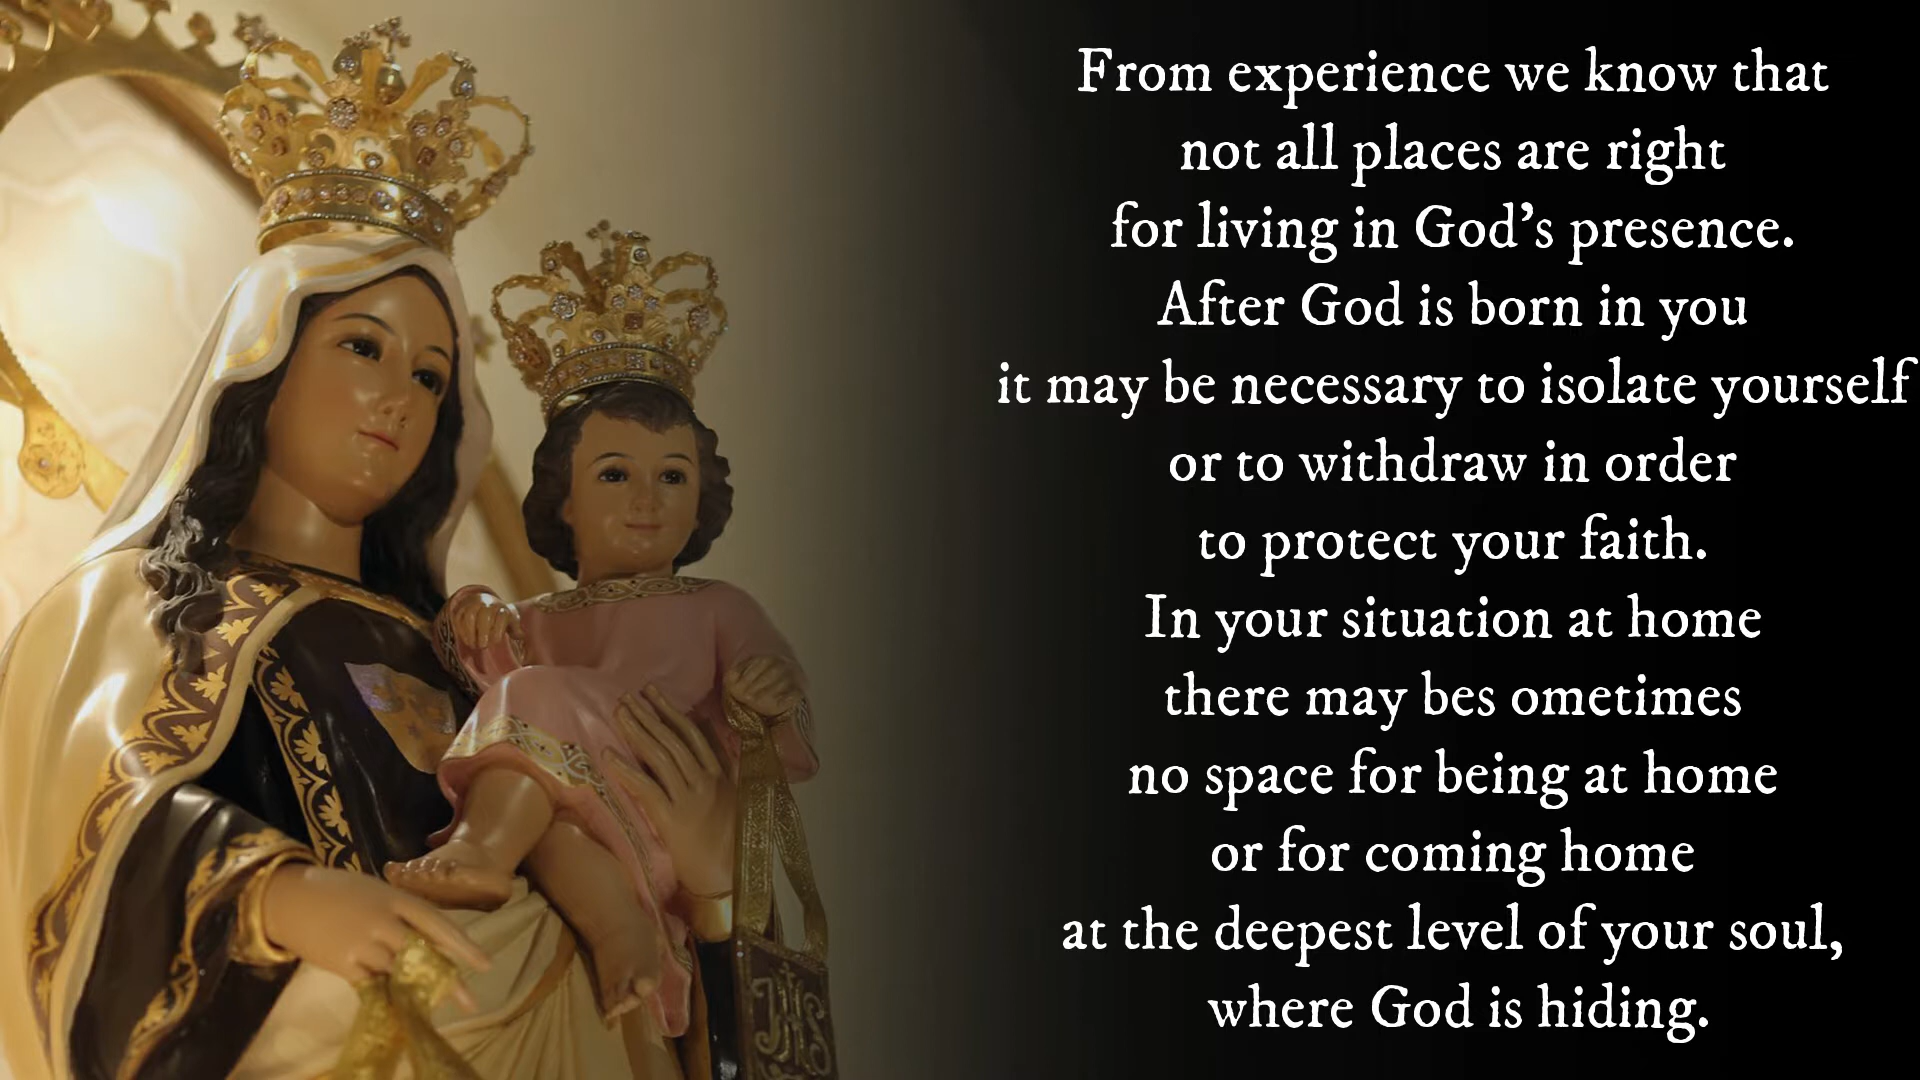 From experience we know that
not all places are right
for living in God's presence.
After God is born in you
it may be necessary to isolate yourself
or to withdraw in order
to protect your faith.
In your situation at home
there may bes ometimes
no space for being at home
or for coming home
at the deepest level of your soul,
where God is hiding.
JHS